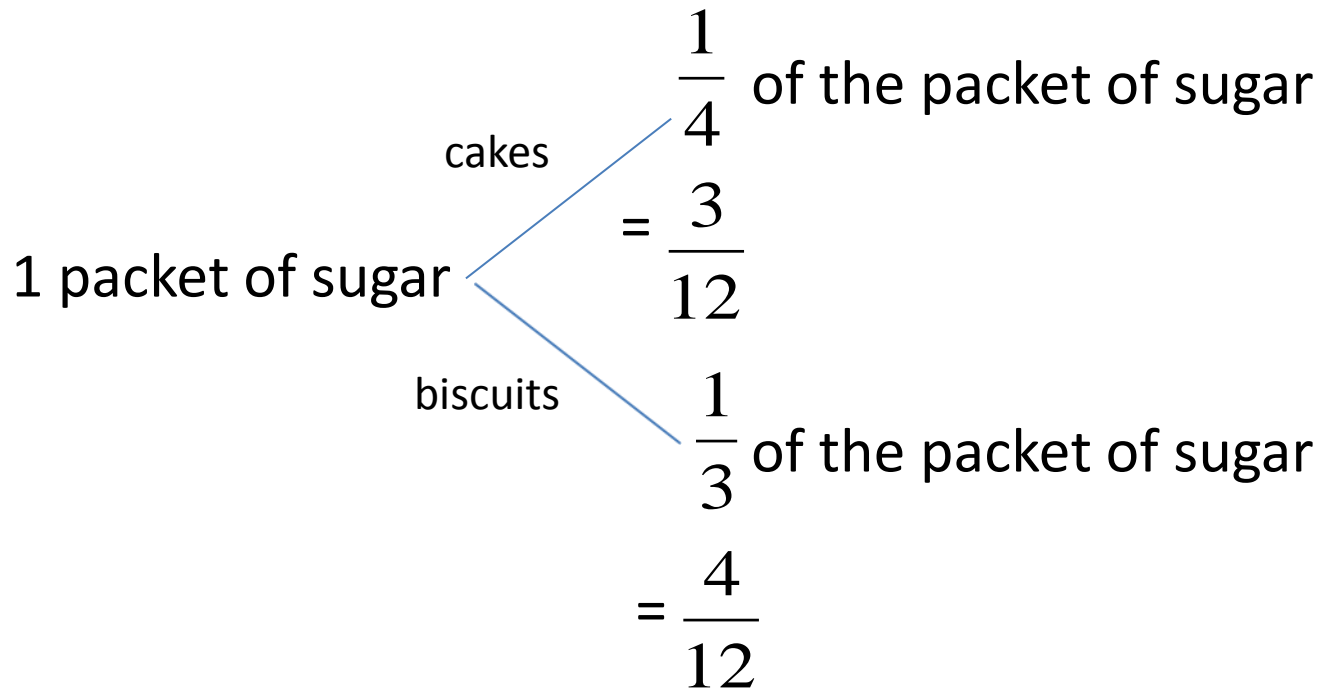 1/4 of the packet of sugar
cakes
= 3/12
1 packet of sugar
biscuits
1/3 of the packet of sugar
= 4/12